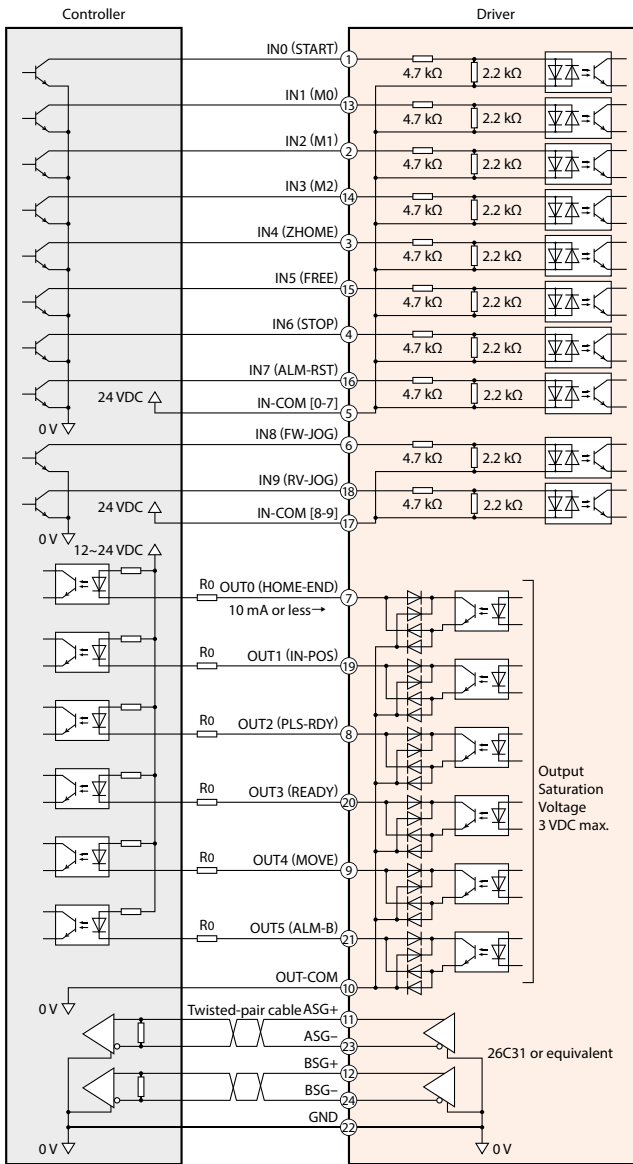 Controller
Driver
IN0 (START)
1
4.7 kΩ
2.2 kΩ
IN1 (M0)
13
4.7 kΩ
2.2 kΩ
IN2 (M1)
2
4.7 kΩ
2.2 kΩ
IN3 (M2)
14
4.7 kΩ
2.2 kΩ
IN4 (ZHOME)
3
4.7 kΩ
2.2 kΩ
IN5 (FREE)
15
4.7 kΩ
2.2 kΩ
IN6 (STOP)
4
4.7 kΩ
2.2 kΩ
IN7 (ALM-RST)
16
4.7 kΩ
2.2 kΩ
24 VDC
IN-COM [0-7]
5
0 V
IN8 (FW-JOG)
6
4.7 kΩ
2.2 kΩ
IN9 (RV-JOG)
18
4.7 kΩ
2.2 kΩ
24 VDC
IN-COM [8-9]
17
0 V
12~24 VDC
R0
OUT0 (HOME-END)
7
10 mA or less→
R0
OUT1 (IN-POS)
19
R0
OUT2 (PLS-RDY)
8
R0
OUT3 (READY)
20
R0
OUT4 (MOVE)
9
R0
OUT5 (ALM-B)
21
Output
Saturation
Voltage
3 VDC max.
OUT-COM
10
0 V
Twisted-pair cable
ASG+
11
ASG−
23
26C31 or equivalent
BSG+
12
BSG−
24
GND
22
0 V
0 V